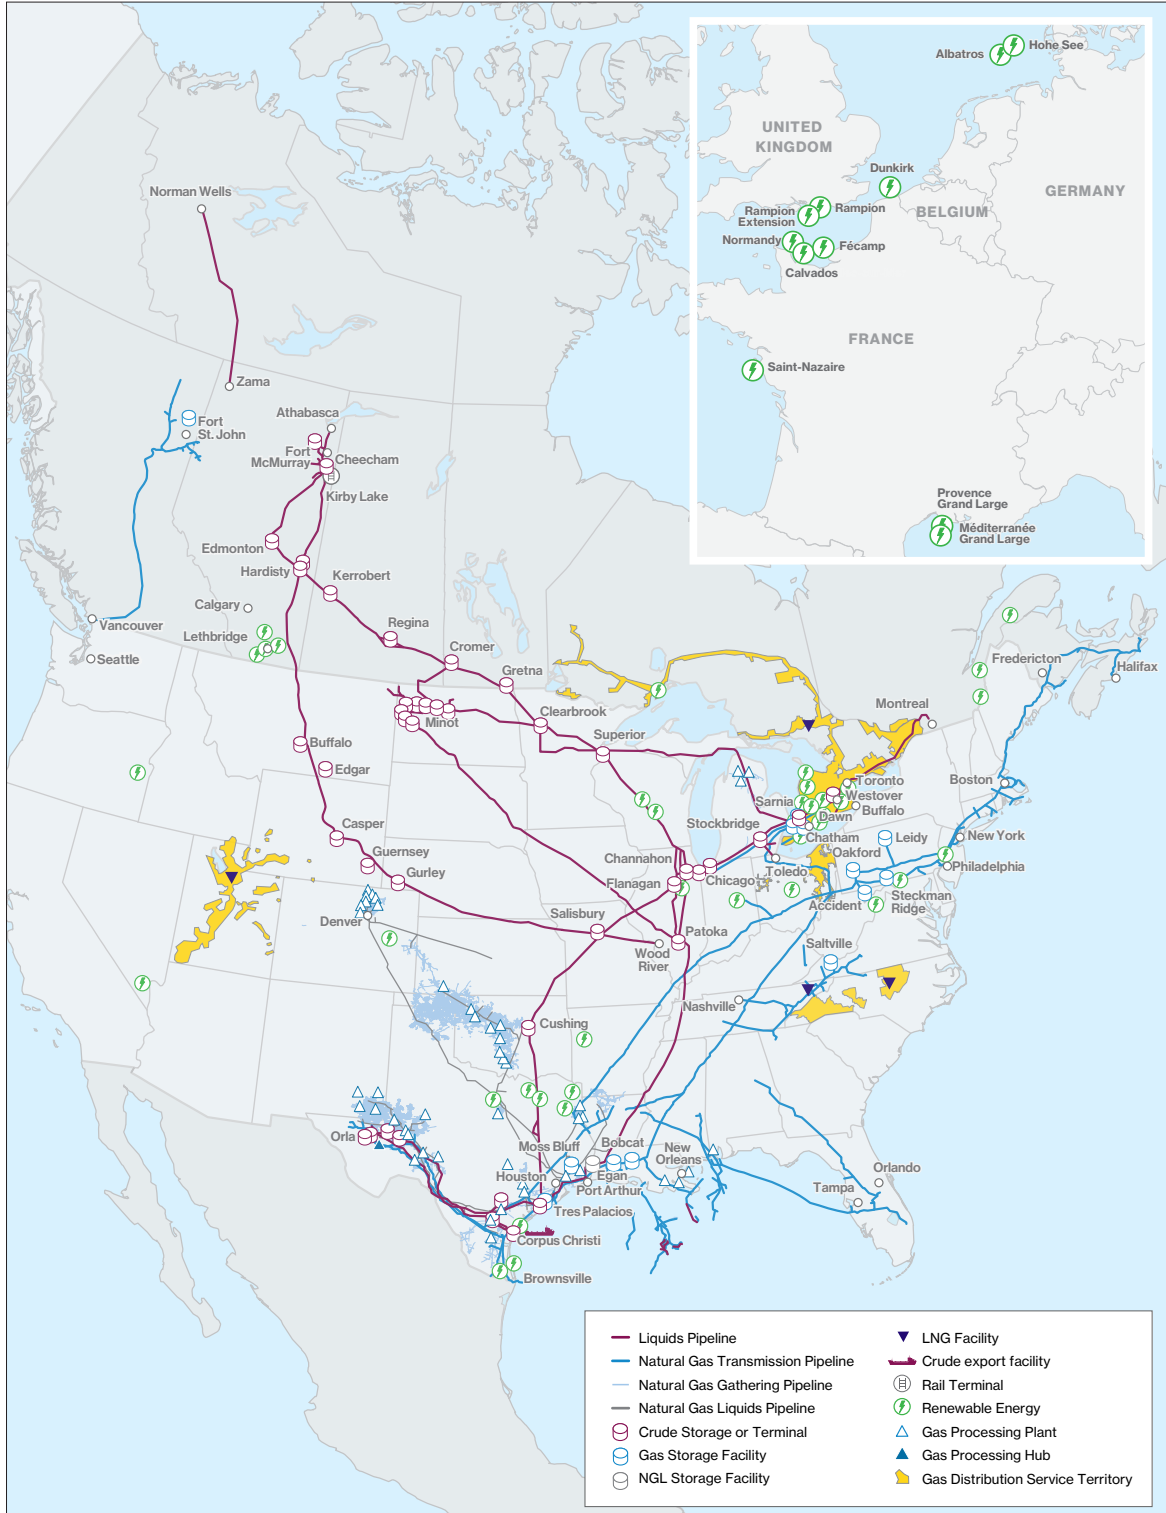 Albatros
Hohe See
UNITED
KINGDOM
Dunkirk
GERMANY
Rampion
Extension
Rampion
BELGIUM
Normandy
Fécamp
Calvados
FRANCE
Saint-Nazaire
Provence
Grand Large
Méditerranée
Grand Large
Norman Wells
Zama
Athabasca
Fort
St. John
Fort
McMurray
Cheecham
Kirby Lake
Edmonton
Hardisty
Kerrobert
Calgary
Vancouver
Regina
Lethbridge
Seattle
Cromer
Gretna
Fredericton
Halifax
Montreal
Minot
Clearbrook
Superior
Buffalo
Edgar
Toronto
Boston
Westover
Sarnia
Buffalo
Dawn
Stockbridge
Chatham
Leidy
New York
Casper
Guernsey
Gurley
Channahon
Oakford
Toledo
Philadelphia
Flanagan
Chicago
Steckman
Ridge
Accident
Denver
Salisbury
Patoka
Wood
River
Saltville
Nashville
Cushing
Orla
Moss Bluff
Bobcat
New
Orleans
Houston
Egan
Port Arthur
Orlando
Tampa
Tres Palacios
Corpus Christi
Brownsville
Liquids Pipeline
Natural Gas Transmission Pipeline
Natural Gas Gathering Pipeline
Natural Gas Liquids Pipeline
Crude Storage or Terminal
Gas Storage Facility
NGL Storage Facility
LNG Facility
Crude export facility
Rail Terminal
Renewable Energy
Gas Processing Plant
Gas Processing Hub
Gas Distribution Service Territory